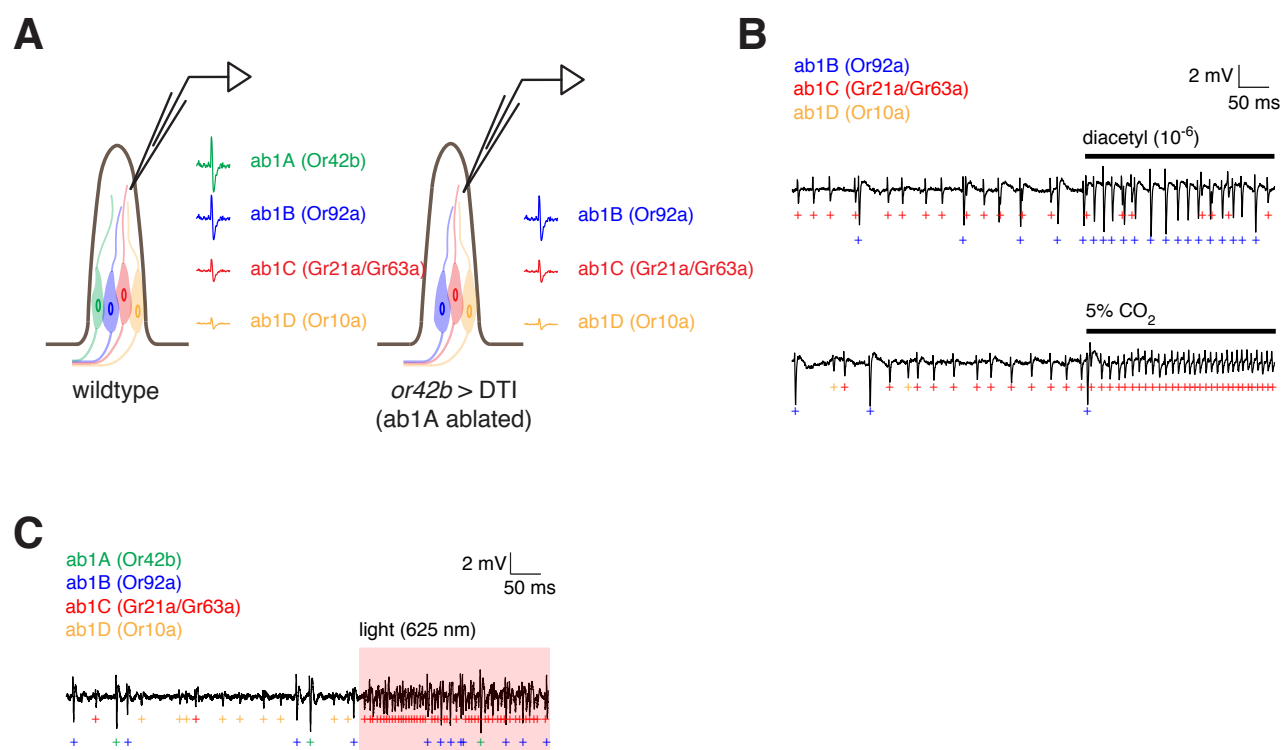 A
ab1A (Or42b)
ab1B (Or92a)
ab1C (Gr21a/Gr63a)
ab1D (Or10a)
wildtype
ab1B (Or92a)
ab1C (Gr21a/Gr63a)
ab1D (Or10a)
or42b > DTI
(ab1A ablated)
B
ab1B (Or92a)
ab1C (Gr21a/Gr63a)
ab1D (Or10a)
2 mV
50 ms
diacetyl (10⁻⁶)
5% CO₂
C
ab1A (Or42b)
ab1B (Or92a)
ab1C (Gr21a/Gr63a)
ab1D (Or10a)
2 mV
50 ms
light (625 nm)